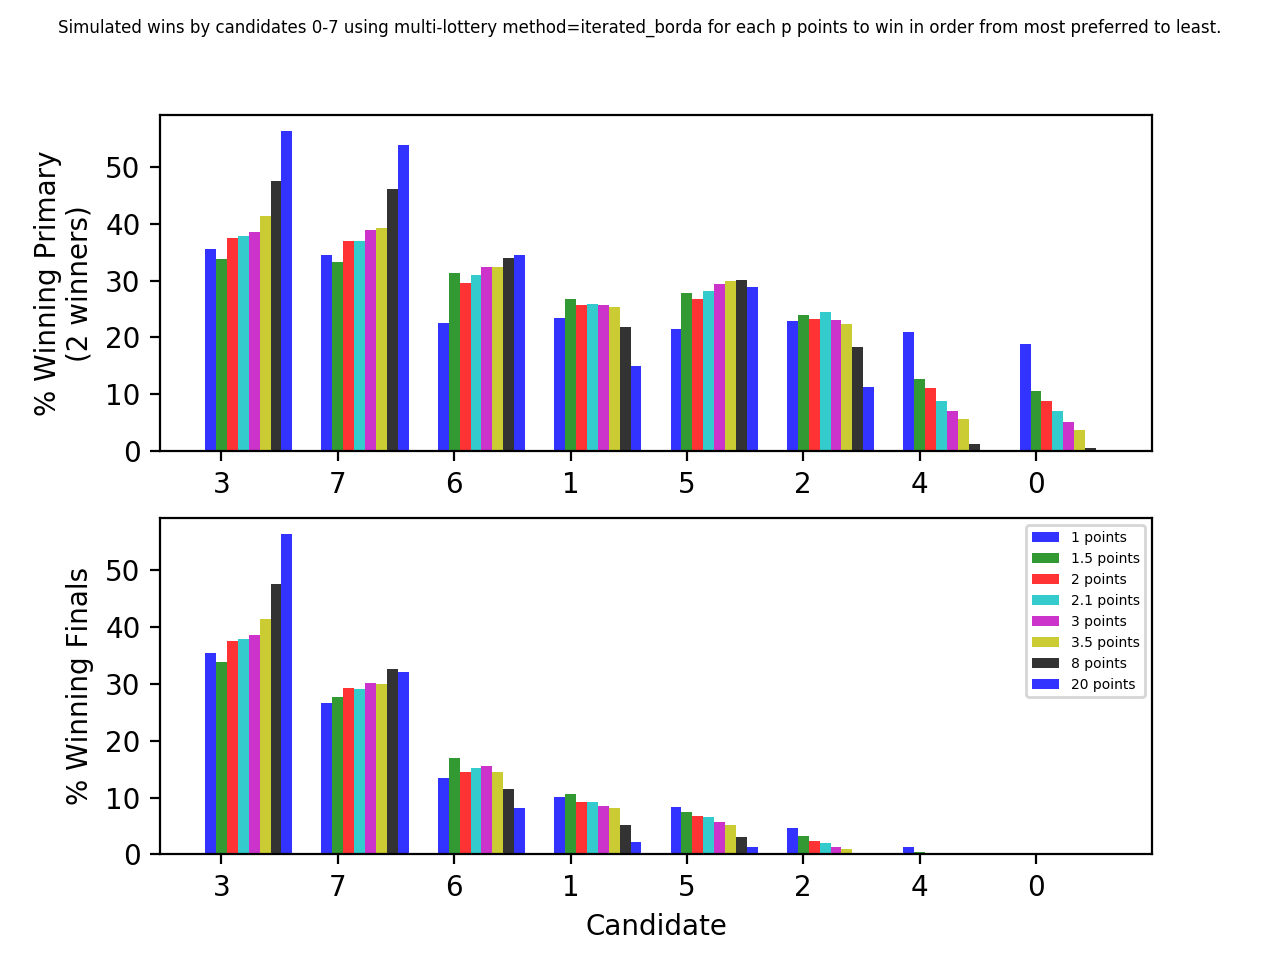 Simulated wins by candidates 0-7 using multi-lottery method=iterated_borda for each p points to win in order from most preferred to least.
% Winning Primary
(2 winners)
50
40
30
20
10
0
3 7 6 1 5 2 4 0
% Winning Finals
50
40
30
20
10
0
1 points
1.5 points
2 points
2.1 points
3 points
3.5 points
8 points
20 points
3 7 6 1 5 2 4 0
Candidate